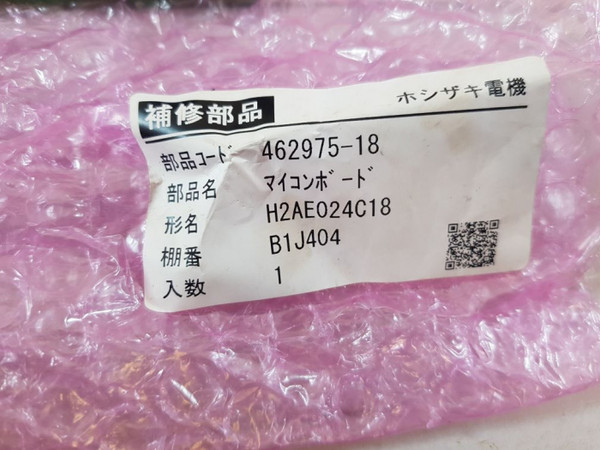 補修部品 ホシザキ電機
部品コード 462975-18
部品名 マイコンボード
形名 H2AE024C18
棚番 B1J404
入数 1